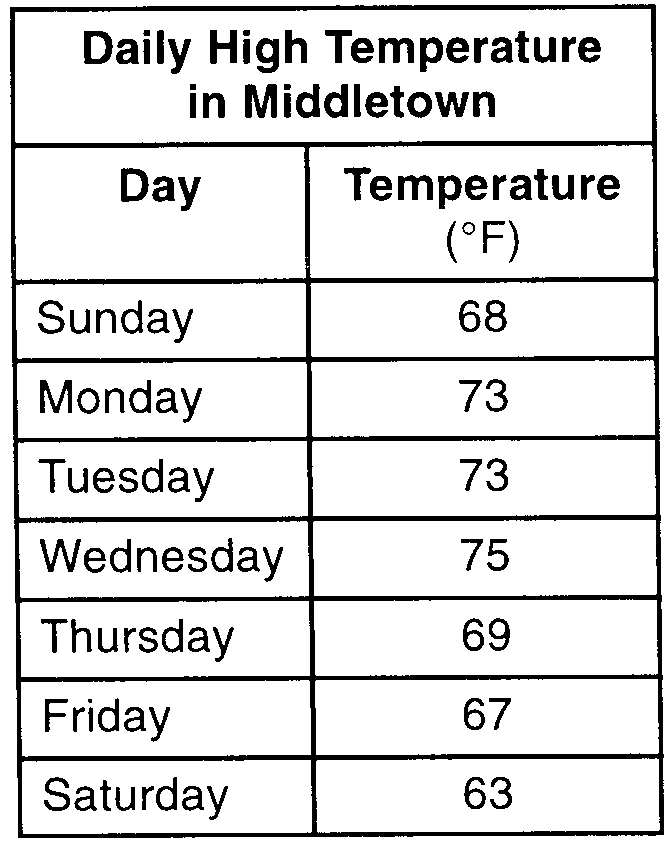 Daily High Temperature
in Middletown
Day Temperature
(°F)
Sunday 68
Monday 73
Tuesday 73
Wednesday 75
Thursday 69
Friday 67
Saturday 63